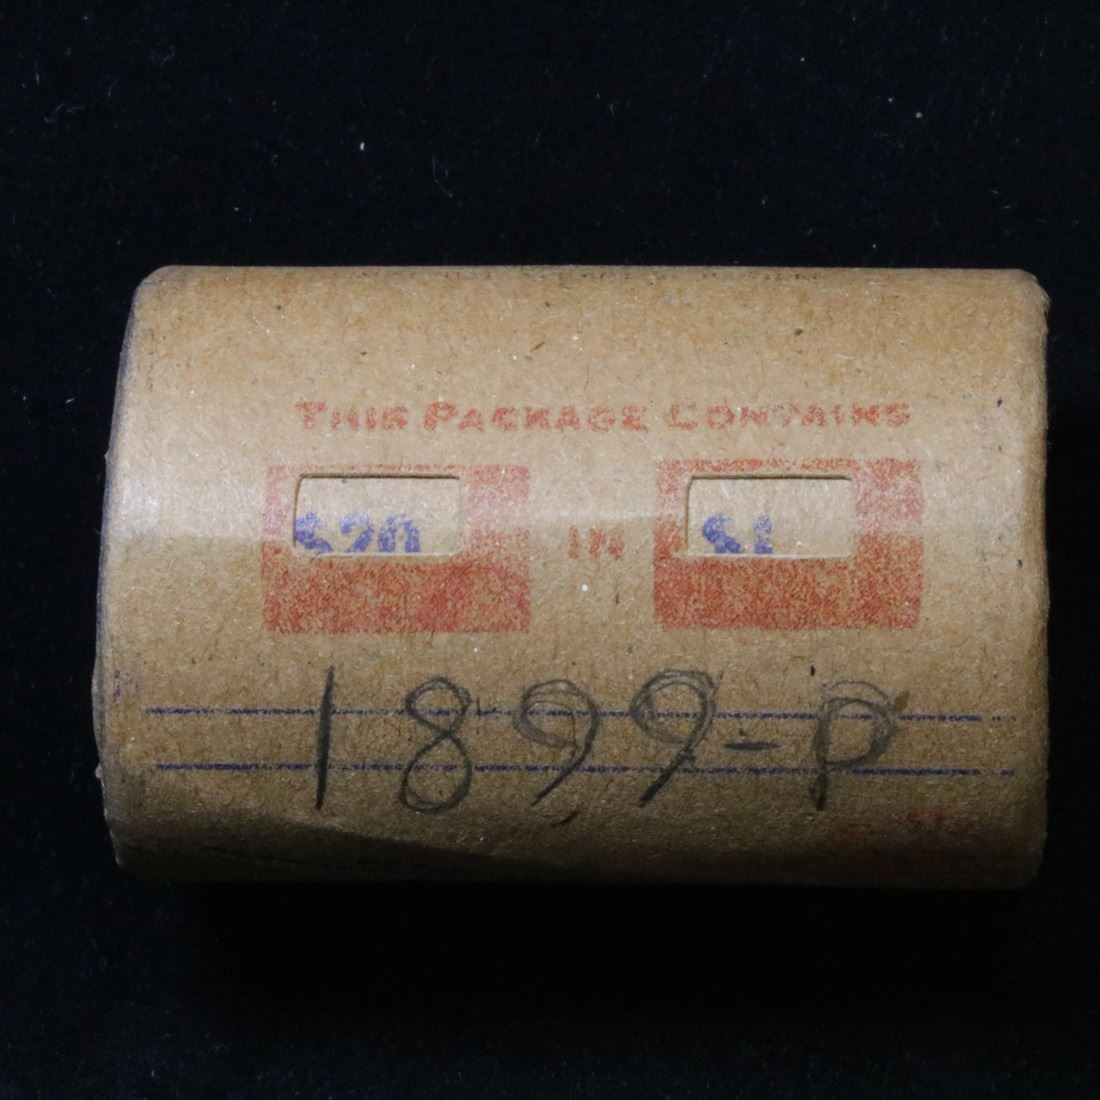 THIS PACKAGE CONTAINS
$20 IN $1
1899-P